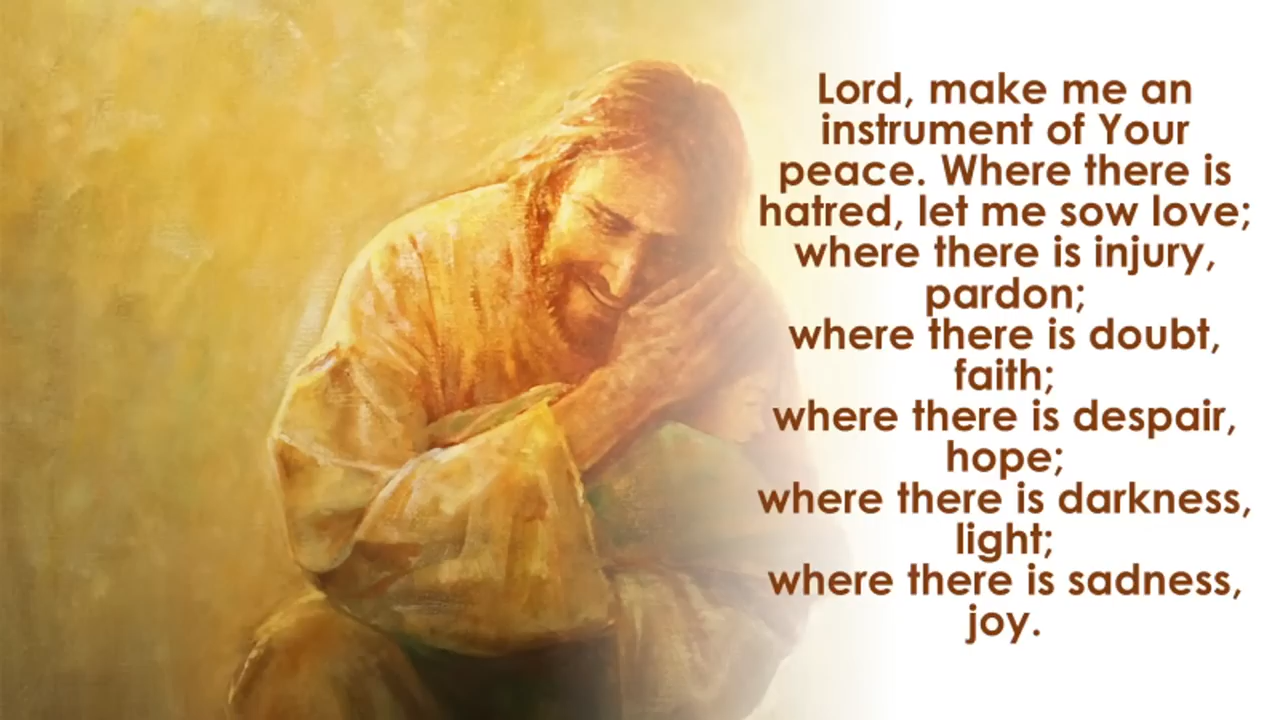 Lord, make me an
instrument of Your
peace. Where there is
hatred, let me sow love;
where there is injury,
pardon;
where there is doubt,
faith;
where there is despair,
hope;
where there is darkness,
light;
where there is sadness,
joy.